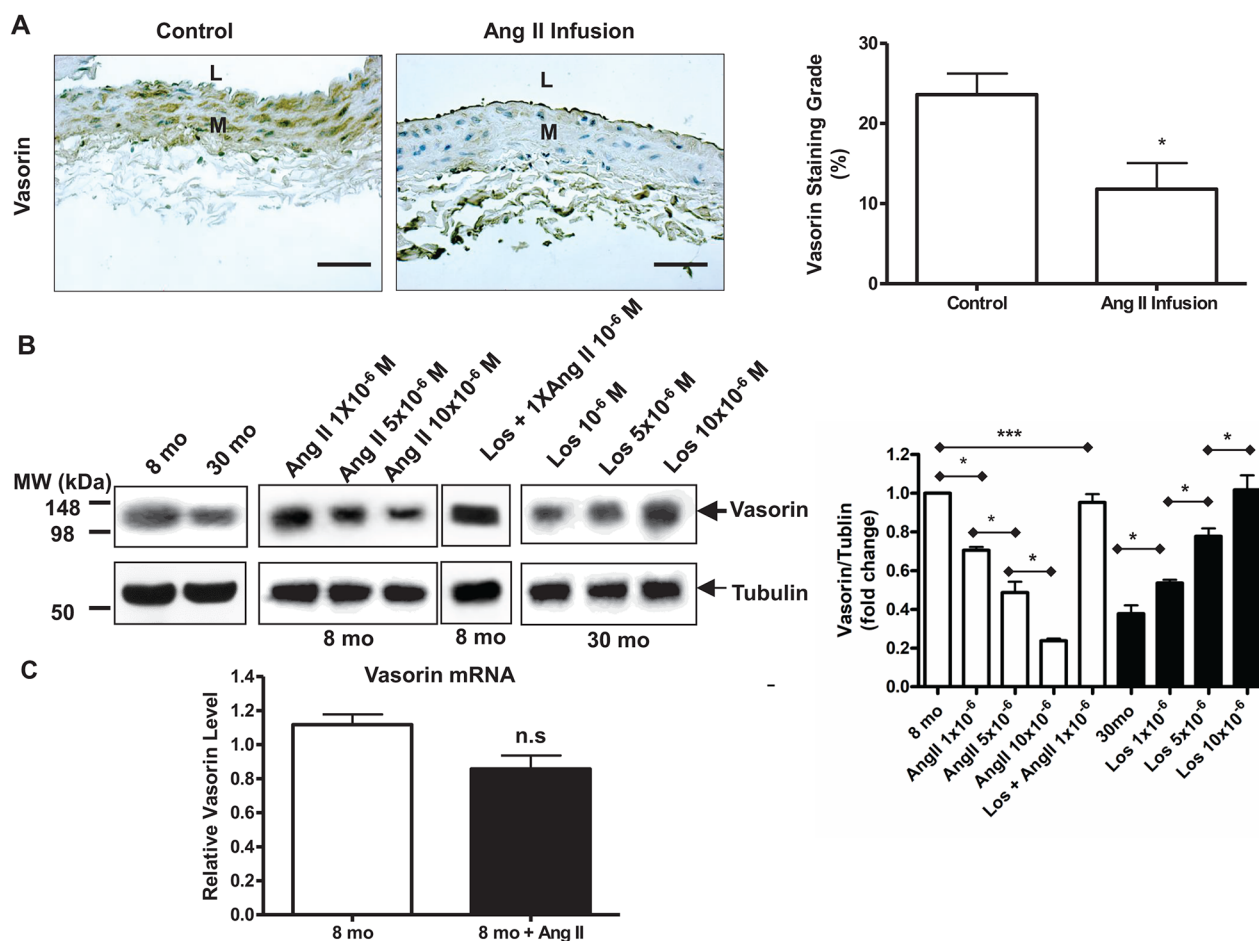 A
Control
Ang II Infusion
Vasorin
L
M
L
M
Vasorin Staining Grade
(%)
30
20
10
0
*
Control
Ang II Infusion
B
8 mo
30 mo
Ang II 1X10-6 M
Ang II 5x10-6 M
Ang II 10x10-6 M
Los + 1XAng II 10-6 M
Los 10-6 M
Los 5x10-6 M
Los 10x10-6 M
MW (kDa)
148
98
50
Vasorin
Tubulin
8 mo
8 mo
30 mo
Vasorin/Tublin
(fold change)
1.2
1.0
0.8
0.6
0.4
0.2
0.0
***
*
*
*
*
*
*
8 mo
AngII 1x10-6
AngII 5x10-6
AngII 10x10-6
Los + AngII 1x10-6
30mo
Los 1x10-6
Los 5x10-6
Los 10x10-6
C
Vasorin mRNA
Relative Vasorin Level
1.4
1.2
1.0
0.8
0.6
0.4
0.2
0.0
n.s
8 mo
8 mo + Ang II